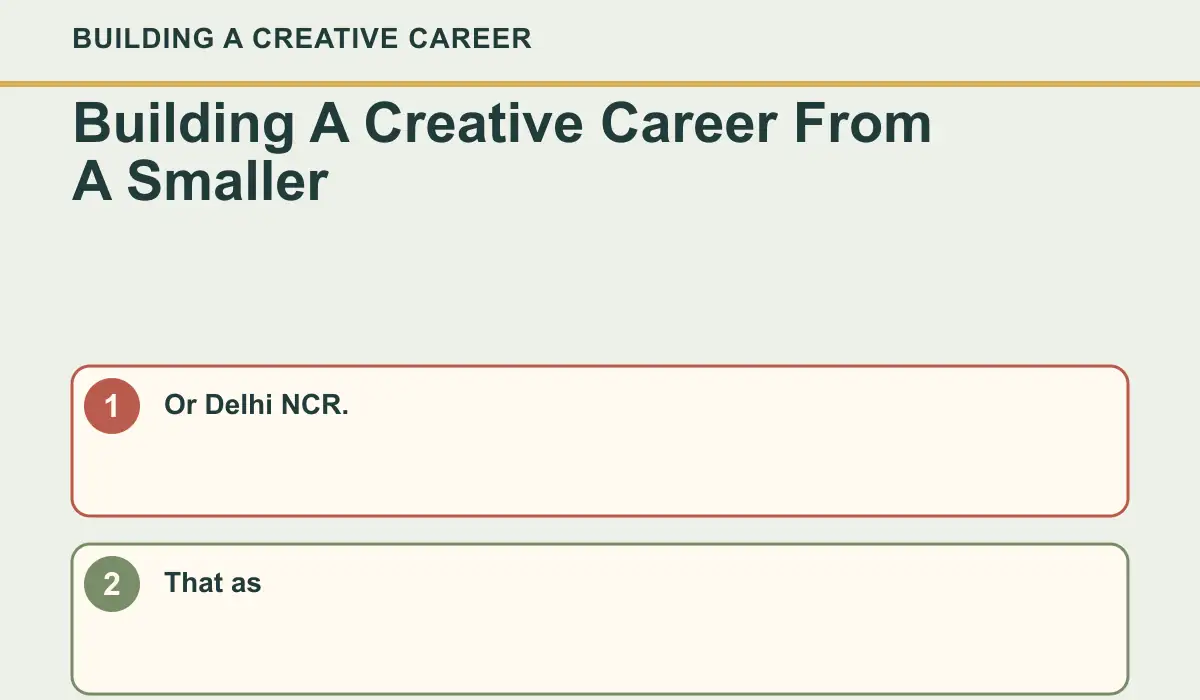 BUILDING A CREATIVE CAREER
Building A Creative Career From
A Smaller
1 Or Delhi NCR.
2 That as